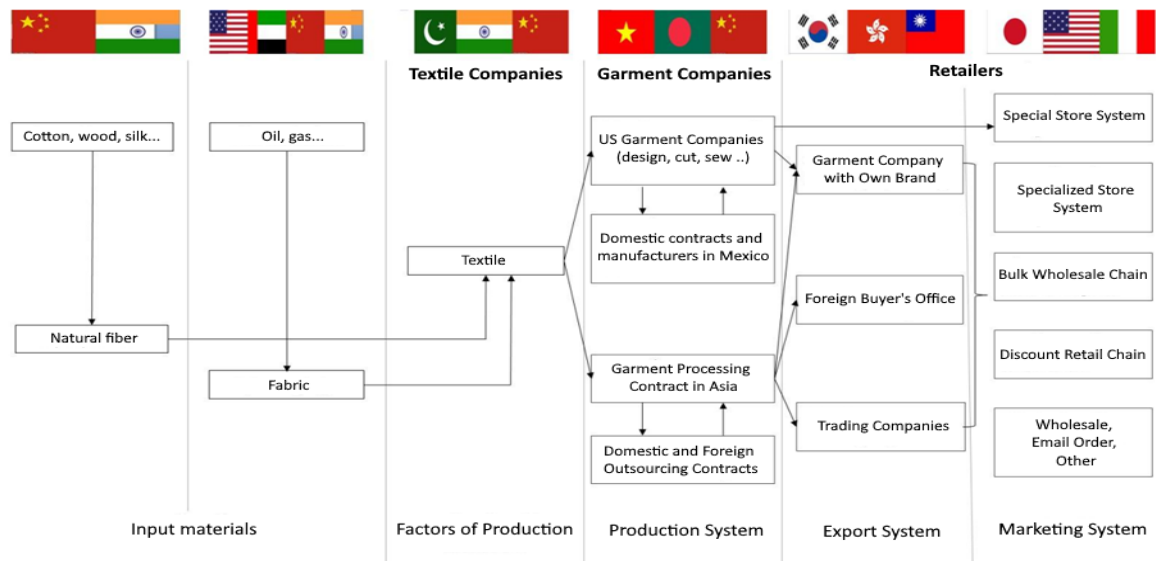 Textile Companies
Garment Companies
Retailers
Cotton, wood, silk...
Oil, gas...
US Garment Companies
(design, cut, sew ..)
Garment Company
with Own Brand
Special Store System
Specialized Store
System
Domestic contracts and
manufacturers in Mexico
Textile
Foreign Buyer's Office
Bulk Wholesale Chain
Natural fiber
Fabric
Garment Processing
Contract in Asia
Discount Retail Chain
Trading Companies
Domestic and Foreign
Outsourcing Contracts
Wholesale,
Email Order,
Other
Input materials
Factors of Production
Production System
Export System
Marketing System